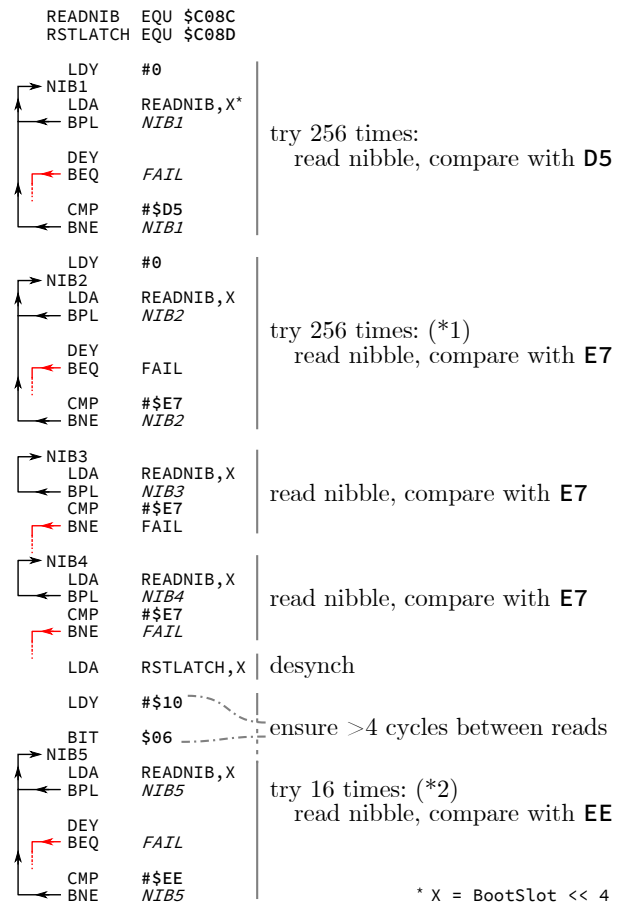 READNIB EQU $C08C
RSTLATCH EQU $C08D
LDY #0
NIB1
LDA READNIB,X*
BPL NIB1
try 256 times:
DEY
read nibble, compare with D5
BEQ FAIL
CMP #$D5
BNE NIB1
LDY #0
NIB2
LDA READNIB,X
BPL NIB2
try 256 times: (*1)
DEY
read nibble, compare with E7
BEQ FAIL
CMP #$E7
BNE NIB2
NIB3
LDA READNIB,X
BPL NIB3
read nibble, compare with E7
CMP #$E7
BNE FAIL
NIB4
LDA READNIB,X
BPL NIB4
read nibble, compare with E7
CMP #$E7
BNE FAIL
LDA RSTLATCH,X desynch
LDY #$10
ensure >4 cycles between reads
BIT $06
NIB5
LDA READNIB,X
BPL NIB5
try 16 times: (*2)
read nibble, compare with EE
DEY
BEQ FAIL
CMP #$EE
BNE NIB5
* X = BootSlot << 4